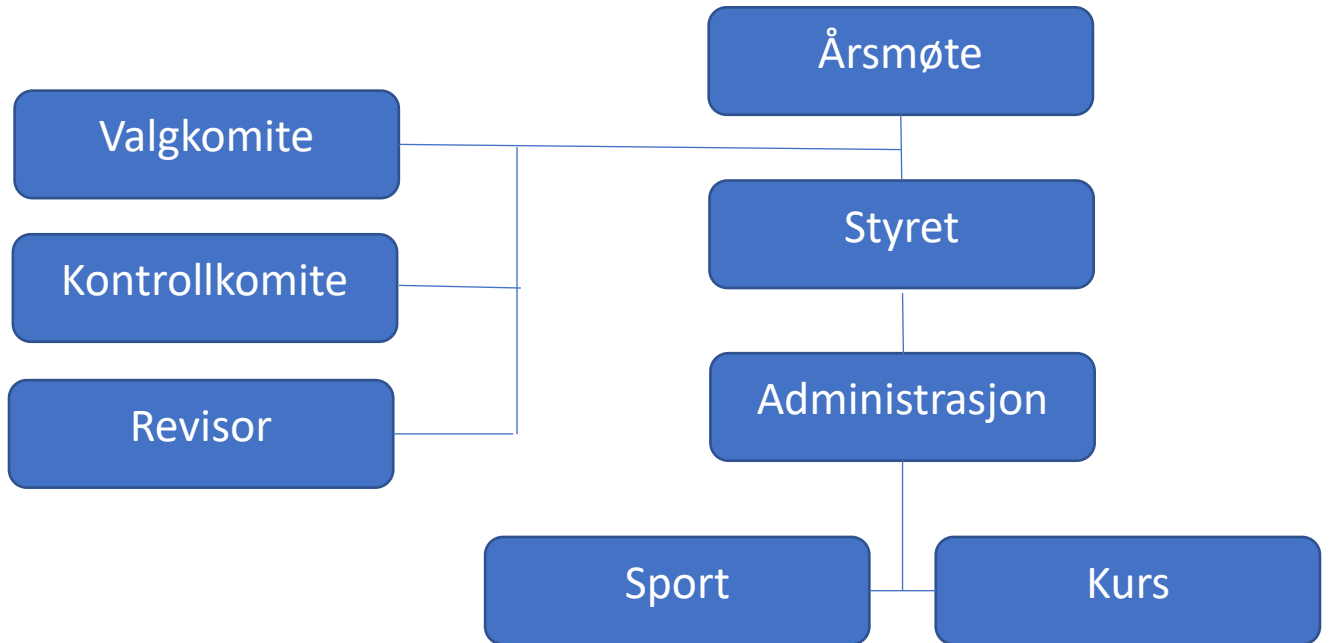 Årsmøte
Valgkomite
Styret
Kontrollkomite
Administrasjon
Revisor
Sport
Kurs